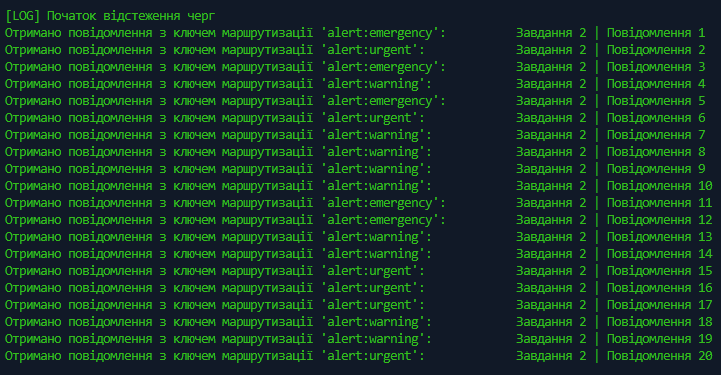 [LOG] Початок відстеження черг
Отримано повідомлення з ключем маршрутизації 'alert:emergency': Завдання 2 | Повідомлення 1
Отримано повідомлення з ключем маршрутизації 'alert:urgent': Завдання 2 | Повідомлення 2
Отримано повідомлення з ключем маршрутизації 'alert:emergency': Завдання 2 | Повідомлення 3
Отримано повідомлення з ключем маршрутизації 'alert:warning': Завдання 2 | Повідомлення 4
Отримано повідомлення з ключем маршрутизації 'alert:emergency': Завдання 2 | Повідомлення 5
Отримано повідомлення з ключем маршрутизації 'alert:urgent': Завдання 2 | Повідомлення 6
Отримано повідомлення з ключем маршрутизації 'alert:warning': Завдання 2 | Повідомлення 7
Отримано повідомлення з ключем маршрутизації 'alert:warning': Завдання 2 | Повідомлення 8
Отримано повідомлення з ключем маршрутизації 'alert:warning': Завдання 2 | Повідомлення 9
Отримано повідомлення з ключем маршрутизації 'alert:warning': Завдання 2 | Повідомлення 10
Отримано повідомлення з ключем маршрутизації 'alert:emergency': Завдання 2 | Повідомлення 11
Отримано повідомлення з ключем маршрутизації 'alert:emergency': Завдання 2 | Повідомлення 12
Отримано повідомлення з ключем маршрутизації 'alert:warning': Завдання 2 | Повідомлення 13
Отримано повідомлення з ключем маршрутизації 'alert:warning': Завдання 2 | Повідомлення 14
Отримано повідомлення з ключем маршрутизації 'alert:urgent': Завдання 2 | Повідомлення 15
Отримано повідомлення з ключем маршрутизації 'alert:urgent': Завдання 2 | Повідомлення 16
Отримано повідомлення з ключем маршрутизації 'alert:urgent': Завдання 2 | Повідомлення 17
Отримано повідомлення з ключем маршрутизації 'alert:warning': Завдання 2 | Повідомлення 18
Отримано повідомлення з ключем маршрутизації 'alert:warning': Завдання 2 | Повідомлення 19
Отримано повідомлення з ключем маршрутизації 'alert:urgent': Завдання 2 | Повідомлення 20